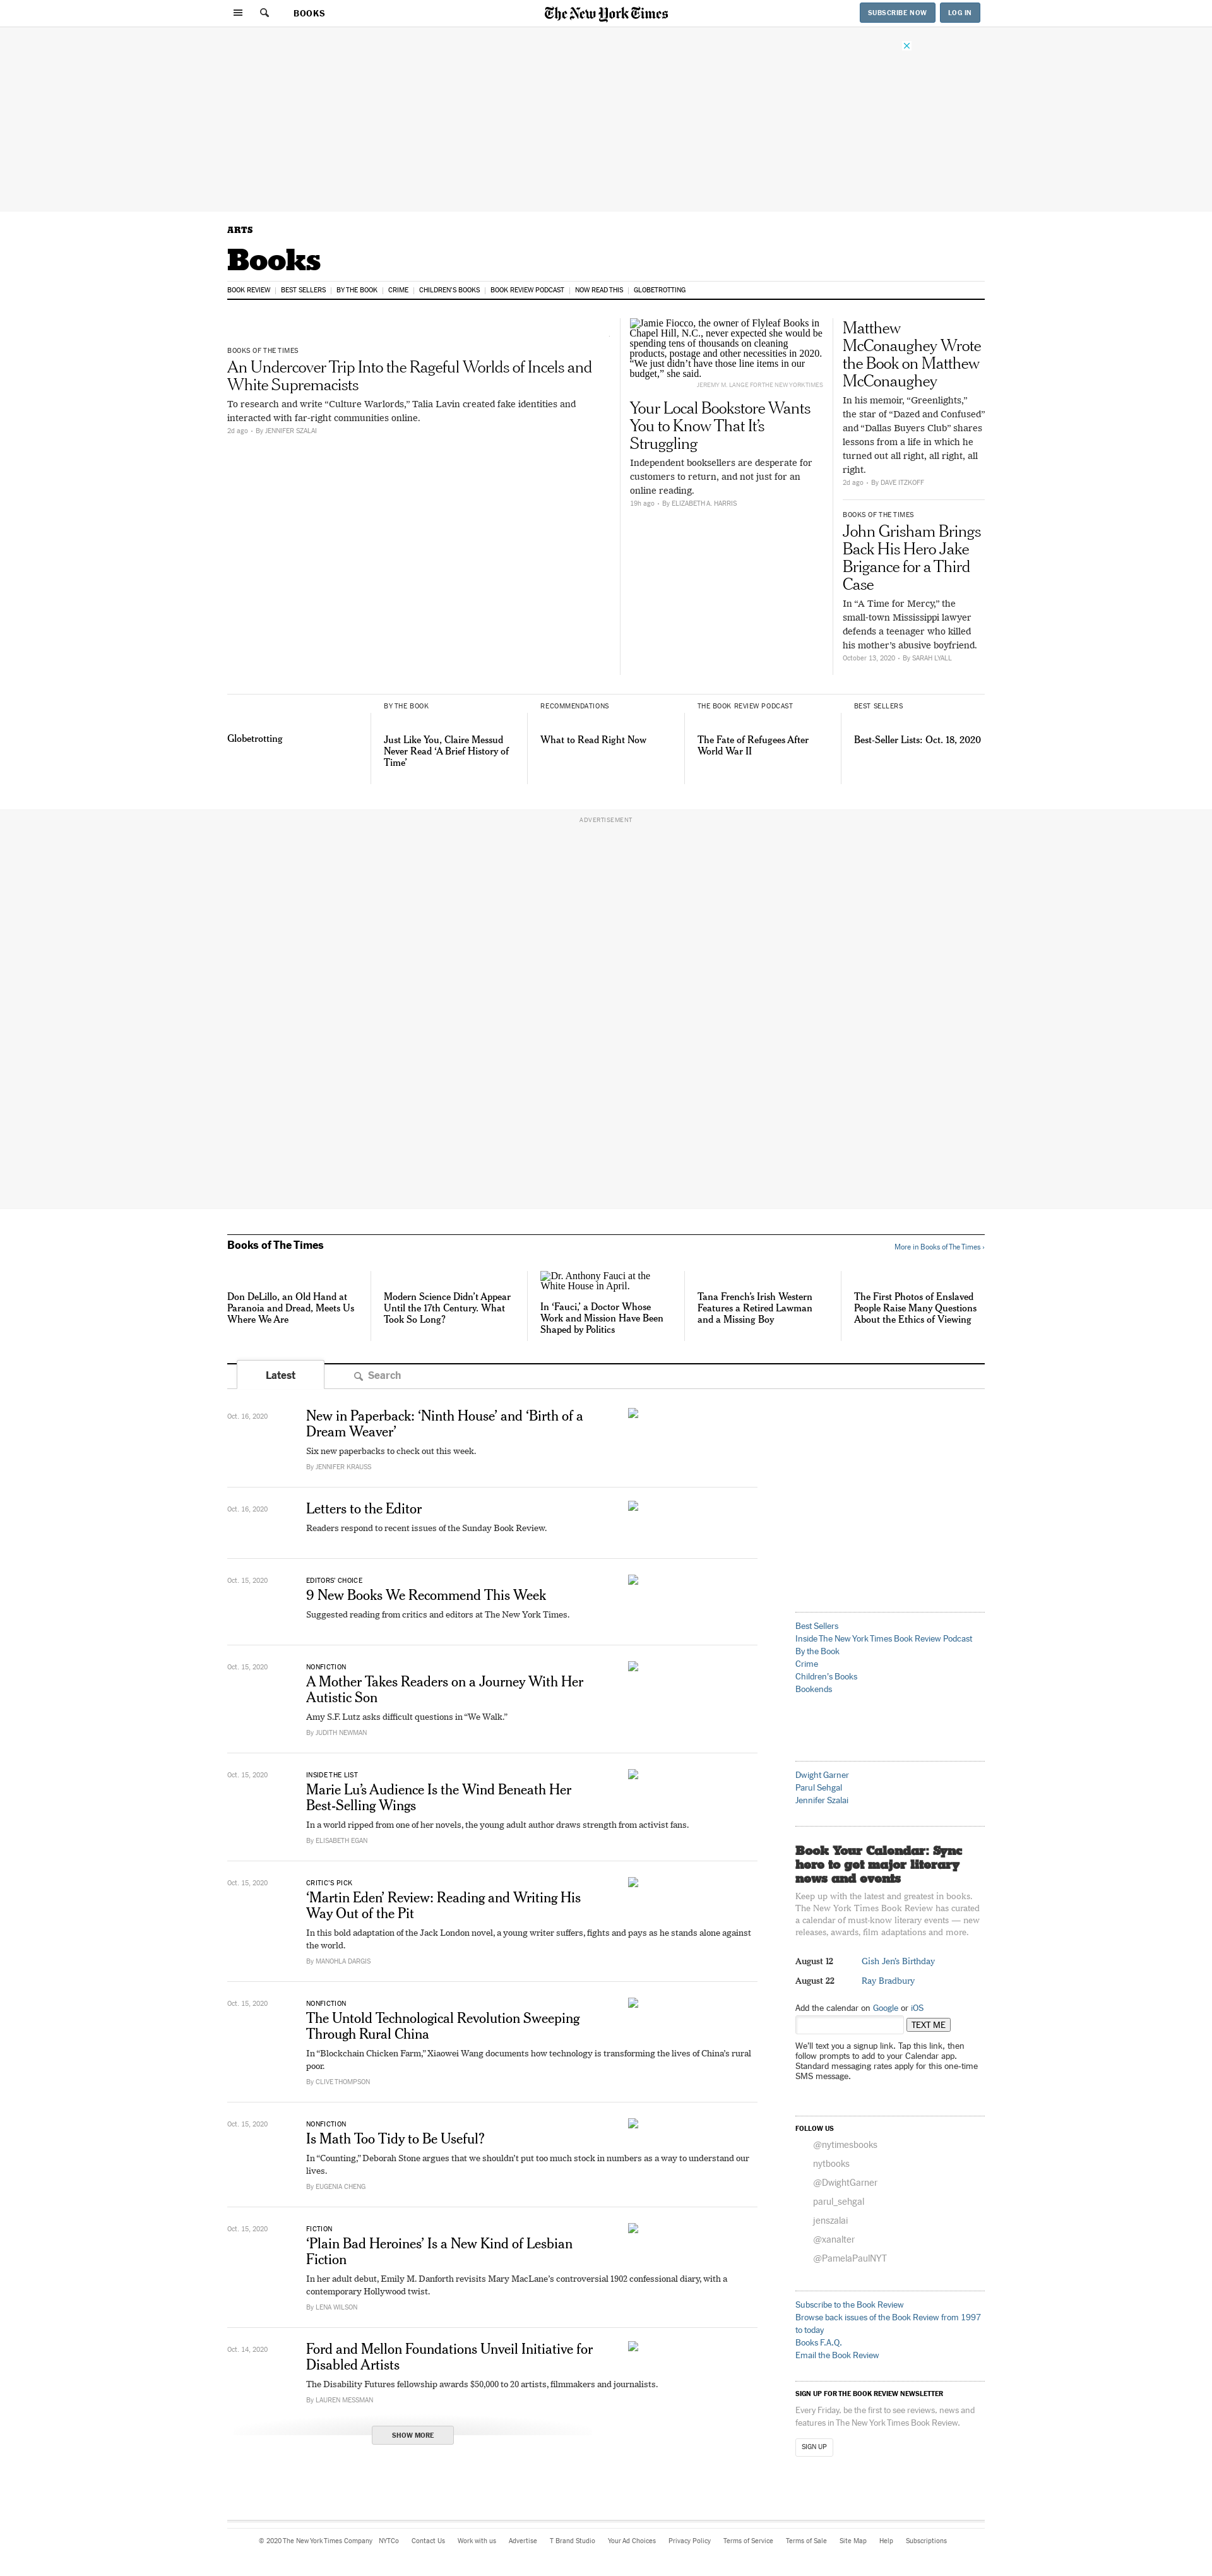 BOOKS
The New York Times
SUBSCRIBE NOW
LOG IN
ARTS
Books
BOOK REVIEW
BEST SELLERS
BY THE BOOK
CRIME
CHILDREN'S BOOKS
BOOK REVIEW PODCAST
NOW READ THIS
GLOBETROTTING
BOOKS OF THE TIMES
An Undercover Trip Into the Rageful Worlds of Incels and
White Supremacists
To research and write “Culture Warlords,” Talia Lavin created fake identities and
interacted with far-right communities online.
2d ago • By JENNIFER SZALAI
Jamie Fiocco, the owner of Flyleaf Books in
Chapel Hill, N.C., never expected she would be
spending tens of thousands on cleaning
products, postage and other necessities in 2020.
“We just didn’t have those line items in our
budget,” she said.
JEREMY M. LANGE FOR THE NEW YORK TIMES
Your Local Bookstore Wants
You to Know That It’s
Struggling
Independent booksellers are desperate for
customers to return, and not just for an
online reading.
19h ago • By ELIZABETH A. HARRIS
Matthew
McConaughey Wrote
the Book on Matthew
McConaughey
In his memoir, “Greenlights,”
the star of “Dazed and Confused”
and “Dallas Buyers Club” shares
lessons from a life in which he
turned out all right, all right, all
right.
2d ago • By DAVE ITZKOFF
BOOKS OF THE TIMES
John Grisham Brings
Back His Hero Jake
Brigance for a Third
Case
In “A Time for Mercy,” the
small-town Mississippi lawyer
defends a teenager who killed
his mother’s abusive boyfriend.
October 13, 2020 • By SARAH LYALL
Globetrotting
BY THE BOOK
Just Like You, Claire Messud
Never Read ‘A Brief History of
Time’
RECOMMENDATIONS
What to Read Right Now
THE BOOK REVIEW PODCAST
The Fate of Refugees After
World War II
BEST SELLERS
Best-Seller Lists: Oct. 18, 2020
ADVERTISEMENT
Books of The Times
More in Books of The Times ›
Don DeLillo, an Old Hand at
Paranoia and Dread, Meets Us
Where We Are
Modern Science Didn’t Appear
Until the 17th Century. What
Took So Long?
Dr. Anthony Fauci at the
White House in April.
In ‘Fauci,’ a Doctor Whose
Work and Mission Have Been
Shaped by Politics
Tana French’s Irish Western
Features a Retired Lawman
and a Missing Boy
The First Photos of Enslaved
People Raise Many Questions
About the Ethics of Viewing
Latest
Search
Oct. 16, 2020
New in Paperback: ‘Ninth House’ and ‘Birth of a
Dream Weaver’
Six new paperbacks to check out this week.
By JENNIFER KRAUSS
Oct. 16, 2020
Letters to the Editor
Readers respond to recent issues of the Sunday Book Review.
Oct. 15, 2020
EDITORS’ CHOICE
9 New Books We Recommend This Week
Suggested reading from critics and editors at The New York Times.
Oct. 15, 2020
NONFICTION
A Mother Takes Readers on a Journey With Her
Autistic Son
Amy S.F. Lutz asks difficult questions in “We Walk.”
By JUDITH NEWMAN
Oct. 15, 2020
INSIDE THE LIST
Marie Lu’s Audience Is the Wind Beneath Her
Best-Selling Wings
In a world ripped from one of her novels, the young adult author draws strength from activist fans.
By ELISABETH EGAN
Oct. 15, 2020
CRITIC’S PICK
‘Martin Eden’ Review: Reading and Writing His
Way Out of the Pit
In this bold adaptation of the Jack London novel, a young writer suffers, fights and pays as he stands alone against
the world.
By MANOHLA DARGIS
Oct. 15, 2020
NONFICTION
The Untold Technological Revolution Sweeping
Through Rural China
In “Blockchain Chicken Farm,” Xiaowei Wang documents how technology is transforming the lives of China’s rural
poor.
By CLIVE THOMPSON
Oct. 15, 2020
NONFICTION
Is Math Too Tidy to Be Useful?
In “Counting,” Deborah Stone argues that we shouldn’t put too much stock in numbers as a way to understand our
lives.
By EUGENIA CHENG
Oct. 15, 2020
FICTION
‘Plain Bad Heroines’ Is a New Kind of Lesbian
Fiction
In her adult debut, Emily M. Danforth revisits Mary MacLane’s controversial 1902 confessional diary, with a
contemporary Hollywood twist.
By LENA WILSON
Oct. 14, 2020
Ford and Mellon Foundations Unveil Initiative for
Disabled Artists
The Disability Futures fellowship awards $50,000 to 20 artists, filmmakers and journalists.
By LAUREN MESSMAN
SHOW MORE
Best Sellers
Inside The New York Times Book Review Podcast
By the Book
Crime
Children’s Books
Bookends
Dwight Garner
Parul Sehgal
Jennifer Szalai
Book Your Calendar: Sync
here to get major literary
news and events
Keep up with the latest and greatest in books.
The New York Times Book Review has curated
a calendar of must-know literary events — new
releases, awards, film adaptations and more.
August 12 Gish Jen’s Birthday
August 22 Ray Bradbury
Add the calendar on Google or iOS
TEXT ME
We’ll text you a signup link. Tap this link, then
follow prompts to add to your Calendar app.
Standard messaging rates apply for this one-time
SMS message.
FOLLOW US
@nytimesbooks
nytbooks
@DwightGarner
parul_sehgal
jenszalai
@xanalter
@PamelaPaulNYT
Subscribe to the Book Review
Browse back issues of the Book Review from 1997
to today
Books F.A.Q.
Email the Book Review
SIGN UP FOR THE BOOK REVIEW NEWSLETTER
Every Friday, be the first to see reviews, news and
features in The New York Times Book Review.
SIGN UP
© 2020 The New York Times Company NYTCo Contact Us Work with us Advertise T Brand Studio Your Ad Choices Privacy Policy Terms of Service Terms of Sale Site Map Help Subscriptions